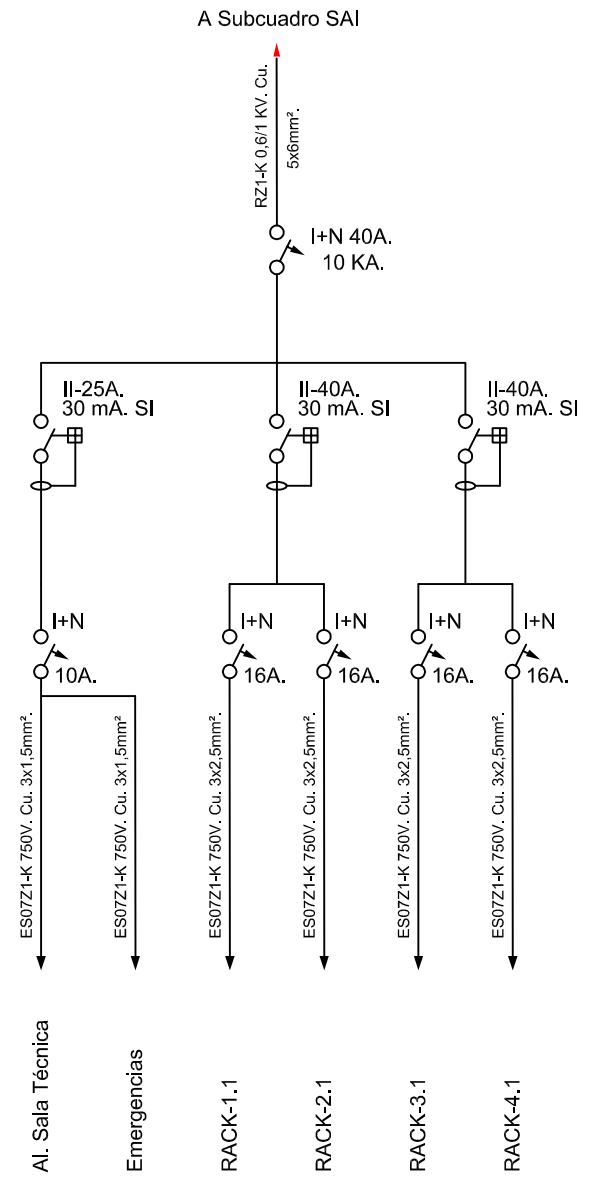 A Subcuadro SAI
RZ1-K 0,6/1 KV. Cu.
5x6mm².
I+N 40A.
10 KA.
II-25A.
30 mA. SI
II-40A.
30 mA. SI
II-40A.
30 mA. SI
I+N
10A.
I+N
16A.
I+N
16A.
I+N
16A.
I+N
16A.
ES07Z1-K 750V. Cu. 3x1,5mm².
ES07Z1-K 750V. Cu. 3x1,5mm²
ES07Z1-K 750V. Cu. 3x2,5mm².
ES07Z1-K 750V. Cu. 3x2,5mm².
ES07Z1-K 750V. Cu. 3x2,5mm².
ES07Z1-K 750V. Cu. 3x2,5mm².
Al. Sala Técnica
Emergencias
RACK-1.1
RACK-2.1
RACK-3.1
RACK-4.1